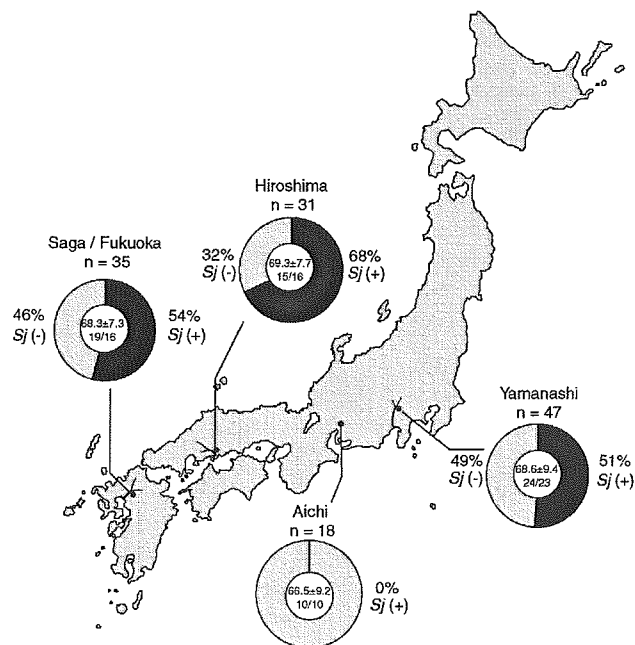 Hiroshima
n = 31
32%
Sj (-)
69.3±7.7
15/16
68%
Sj (+)
Saga / Fukuoka
n = 35
46%
Sj (-)
68.3±7.3
19/16
54%
Sj (+)
Yamanashi
n = 47
49%
Sj (-)
68.6±9.4
24/23
51%
Sj (+)
Aichi
n = 18
66.5±9.2
10/10
0%
Sj (+)